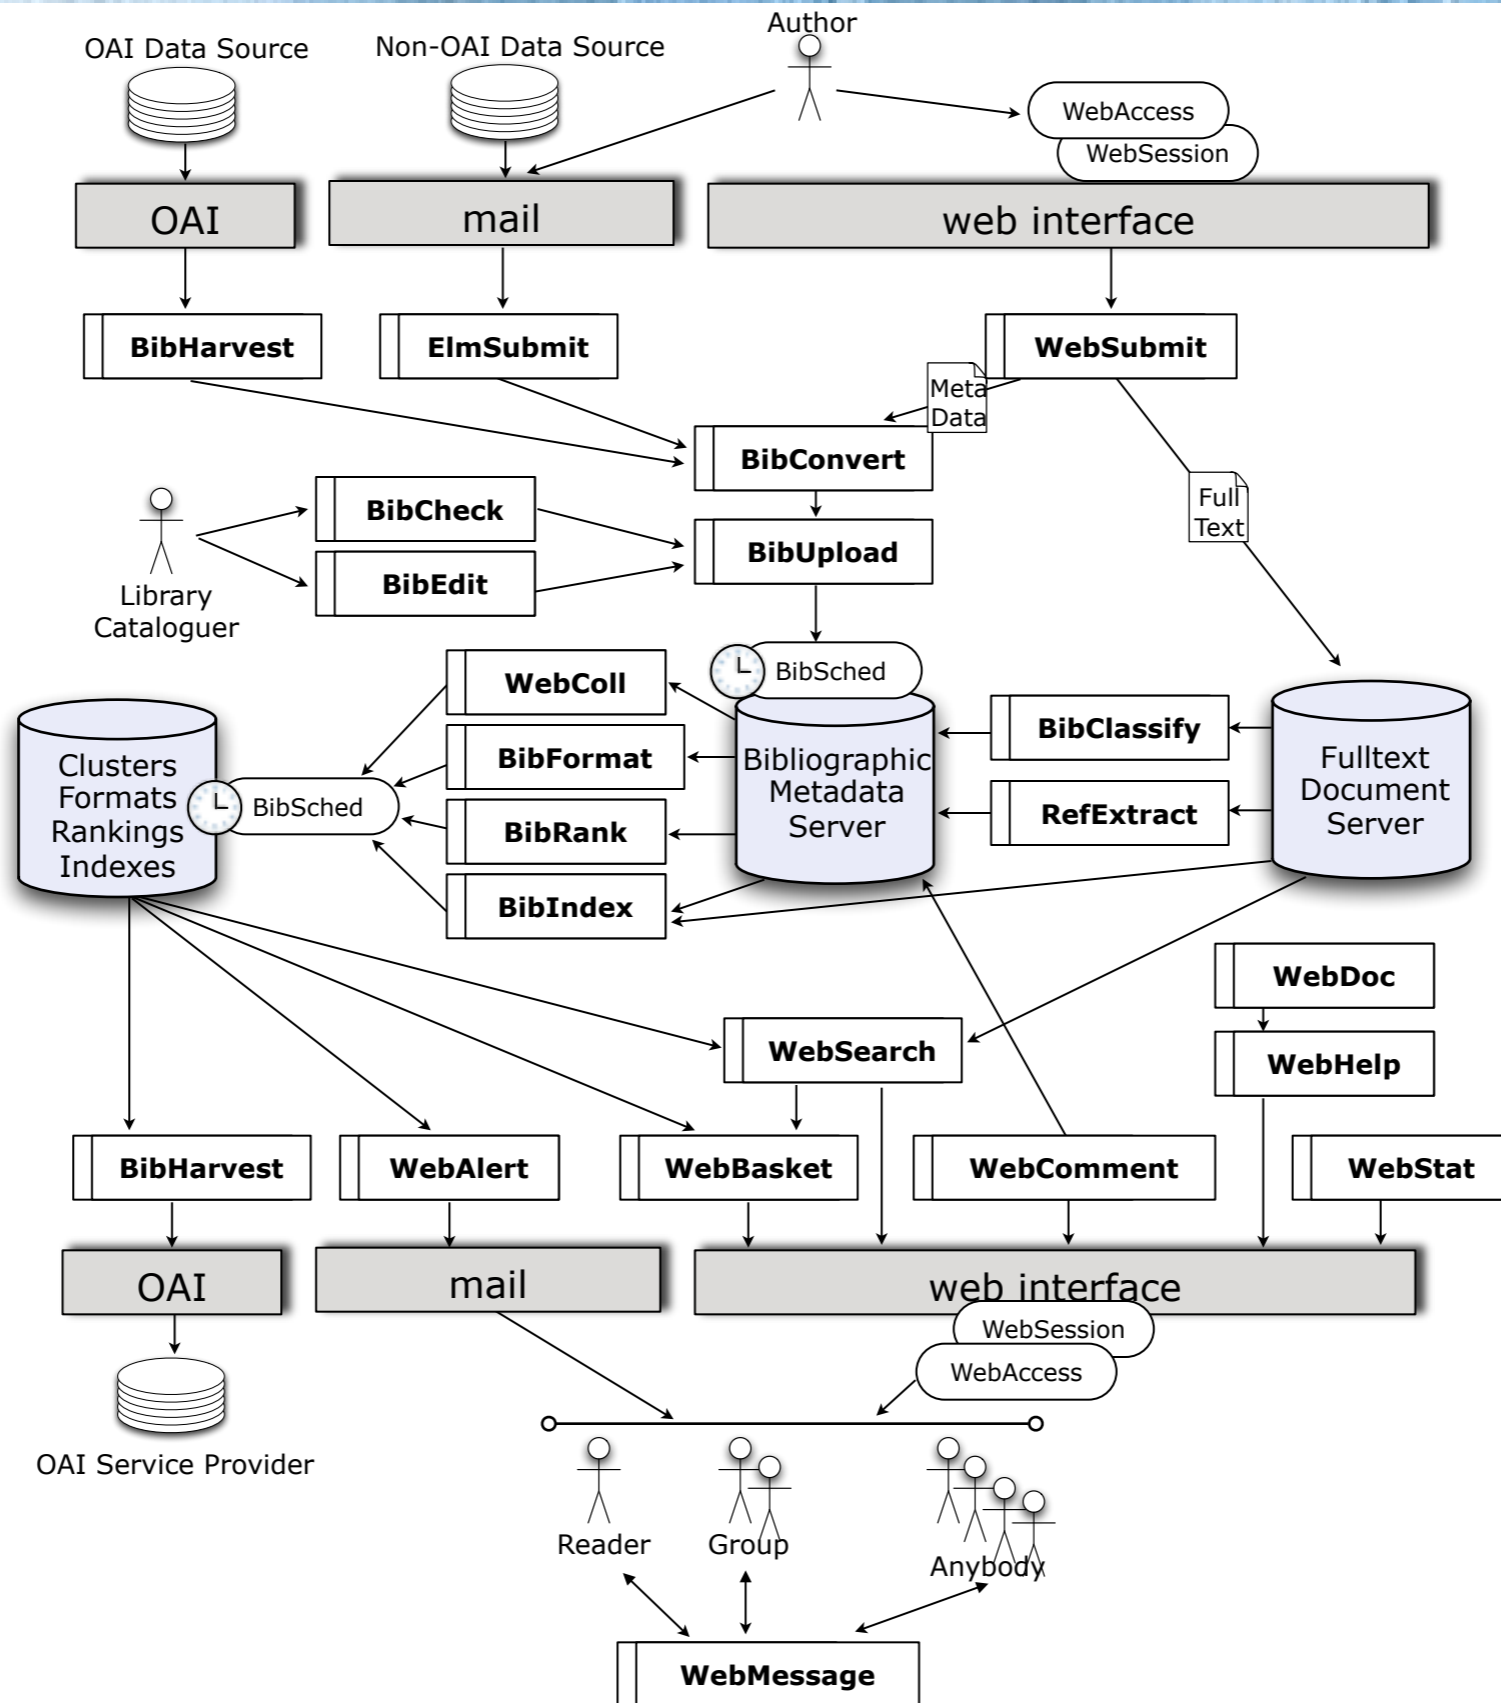 Author
OAI Data Source
Non-OAI Data Source
WebAccess
WebSession
OAI
mail
web interface
BibHarvest
ElmSubmit
WebSubmit
Meta
Data
BibConvert
Full
Text
BibCheck
BibUpload
BibEdit
Library
Cataloguer
BibSched
WebColl
BibClassify
BibFormat
Clusters
Formats
Rankings
Indexes
BibSched
Bibliographic
Metadata
Server
Fulltext
Document
Server
RefExtract
BibRank
BibIndex
WebDoc
WebSearch
WebHelp
BibHarvest
WebAlert
WebBasket
WebComment
WebStat
OAI
mail
web interface
WebSession
WebAccess
OAI Service Provider
Reader
Group
Anybody
WebMessage